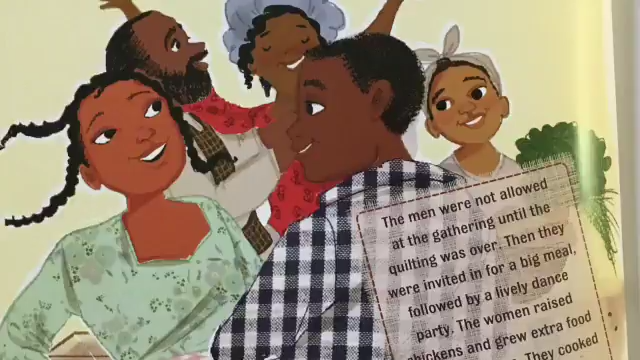 The men were not allowed
at the gathering until the
quilting was over. Then they
were invited in for a big meal,
followed by a lively dance
party. The women raised
chickens and grew extra food
They cooked